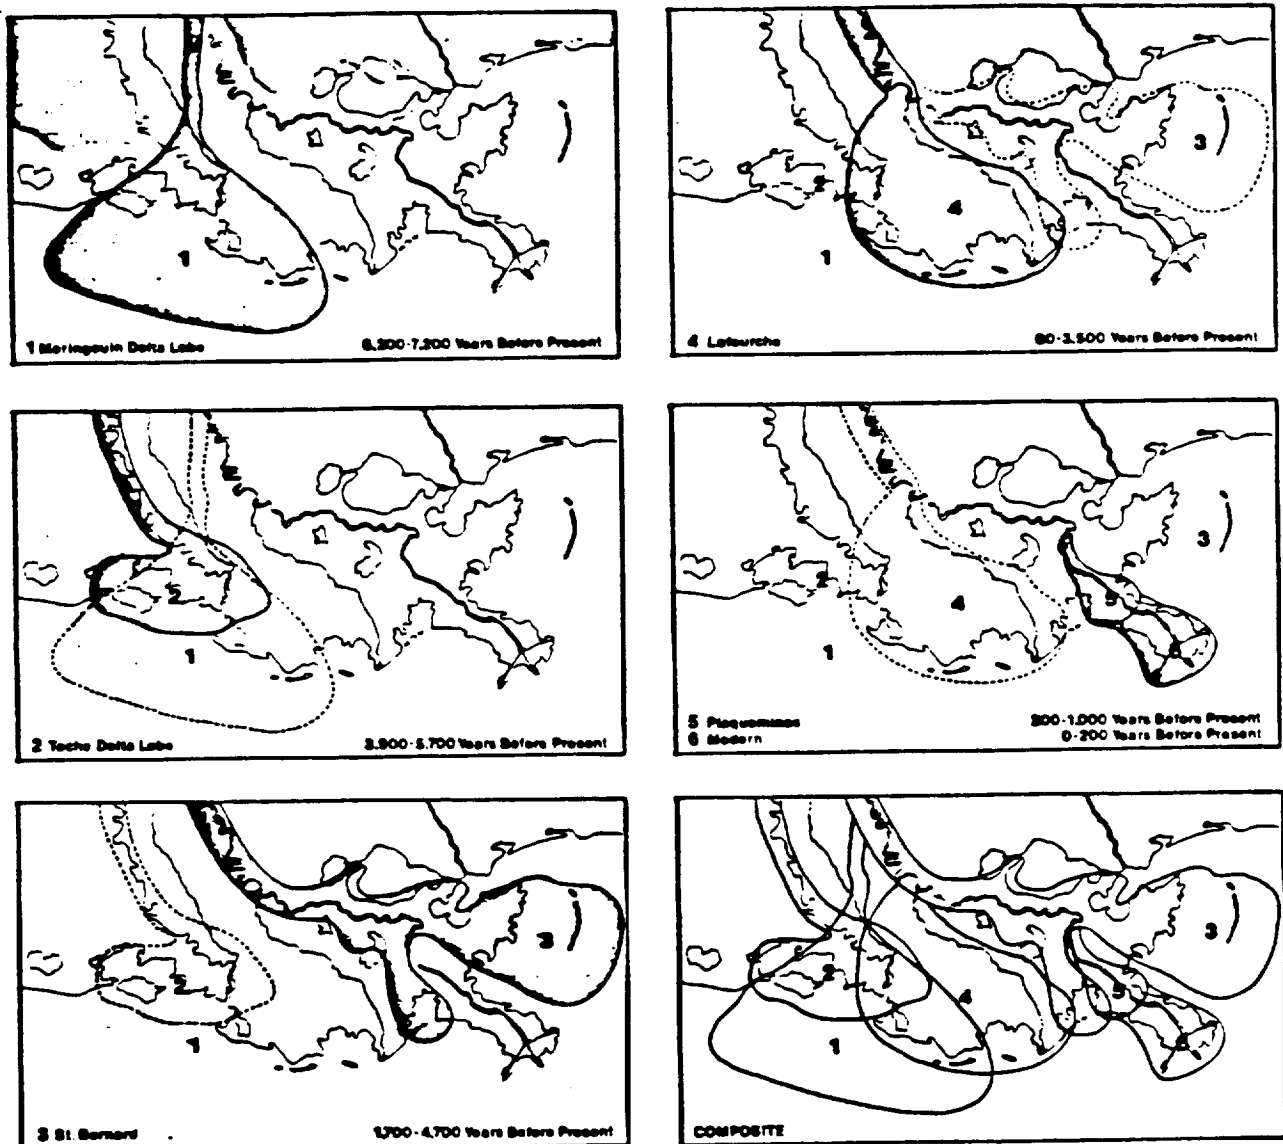 1
1 Maringouin Delta Lobe
6,200-7,200 Years Before Present
2
1
2 Teche Delta Lobe
3,900-5,700 Years Before Present
3
2
1
3 St. Bernard
1,700-4,700 Years Before Present
3
2
4
1
4 Lafourche
Years Before Present
3
2
4
5
1
6
5 Plaquemines
Years Before Present
6 Modern
0-200 Years Before Present
3
2
4
5
1
6
COMPOSITE